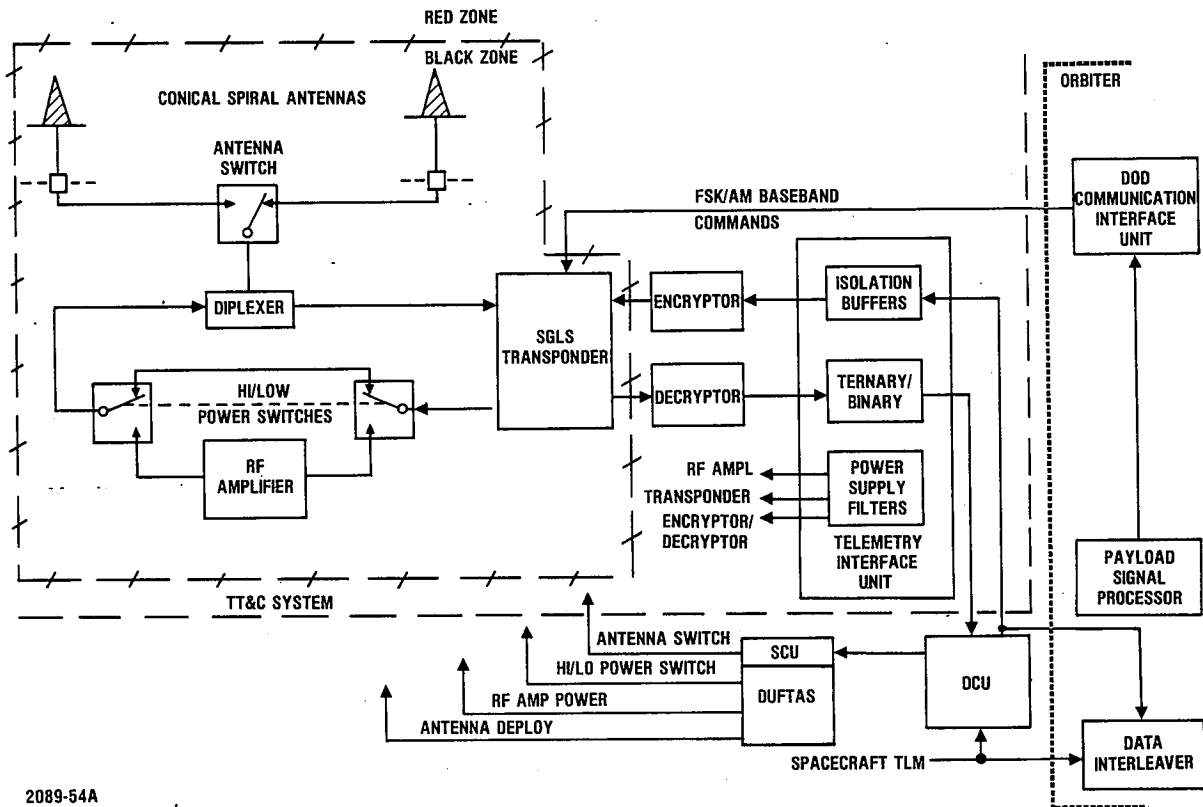 RED ZONE
BLACK ZONE
ORBITER
CONICAL SPIRAL ANTENNAS
ANTENNA
SWITCH
DOD
COMMUNICATION
INTERFACE
UNIT
FSK/AM BASEBAND
COMMANDS
DIPLEXER
SGLS
TRANSPONDER
ENCRYPTOR
ISOLATION
BUFFERS
DECRYPTOR
TERNARY/
BINARY
HI/LOW
POWER SWITCHES
RF
AMPLIFIER
RF AMPL
TRANSPONDER
ENCRYPTOR/
DECRYPTOR
POWER
SUPPLY
FILTERS
TELEMETRY
INTERFACE
UNIT
PAYLOAD
SIGNAL
PROCESSOR
TT&C SYSTEM
ANTENNA SWITCH
HI/LO POWER SWITCH
RF AMP POWER
ANTENNA DEPLOY
SCU
DUFTAS
DCU
SPACECRAFT TLM
DATA
INTERLEAVER
2089-54A